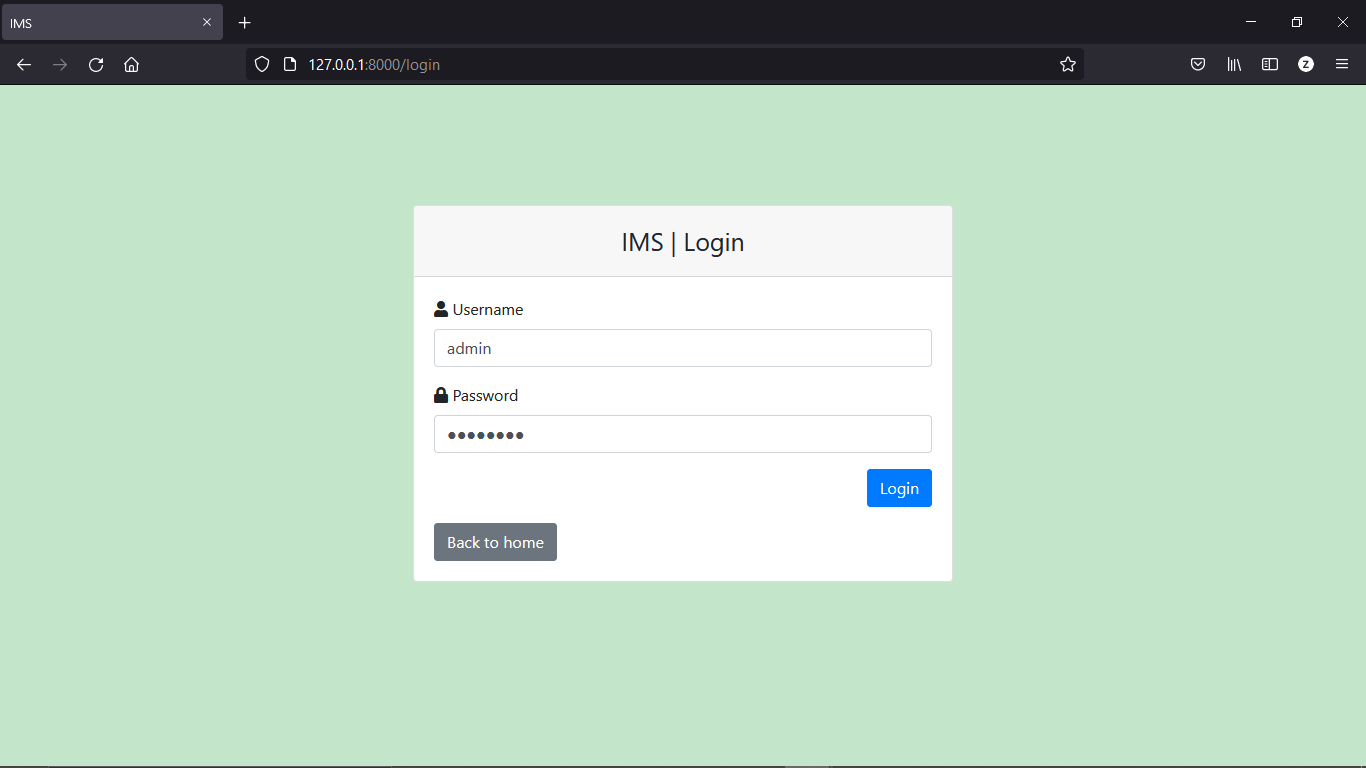 IMS
127.0.0.1:8000/login
Z
IMS | Login
Username
admin
Password
Login
Back to home